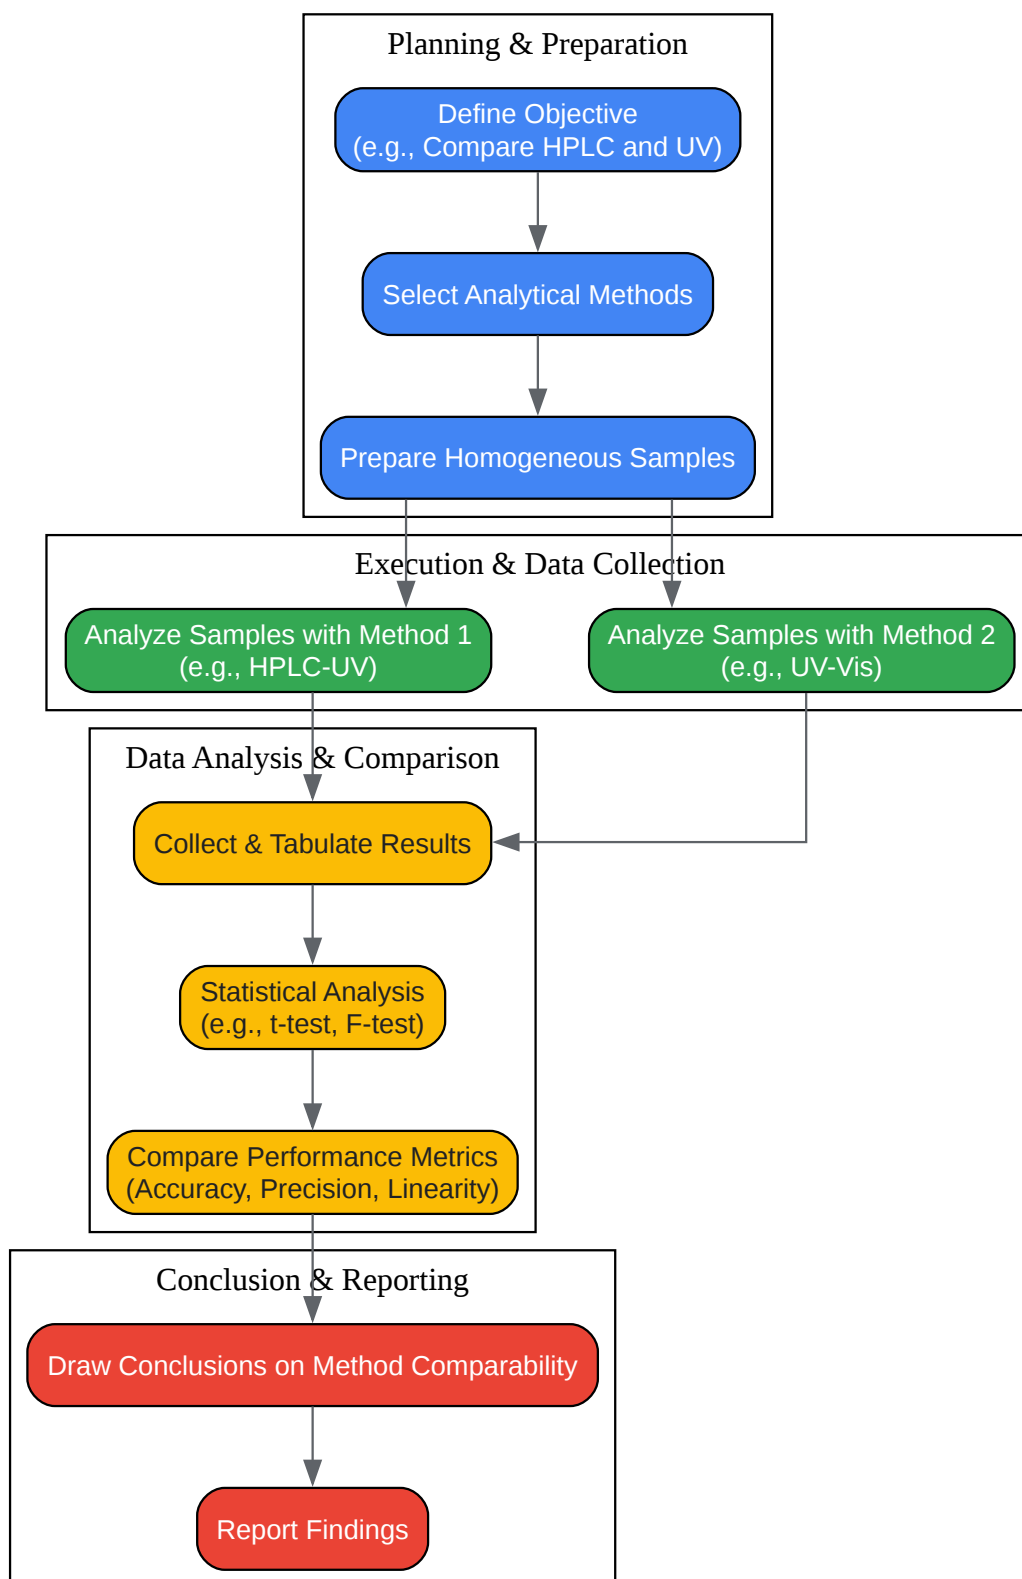 Planning & Preparation
Define Objective
(e.g., Compare HPLC and UV)
Select Analytical Methods
Prepare Homogeneous Samples
Execution & Data Collection
Analyze Samples with Method 1
(e.g., HPLC-UV)
Analyze Samples with Method 2
(e.g., UV-Vis)
Data Analysis & Comparison
Collect & Tabulate Results
Statistical Analysis
(e.g., t-test, F-test)
Compare Performance Metrics
(Accuracy, Precision, Linearity)
Conclusion & Reporting
Draw Conclusions on Method Comparability
Report Findings